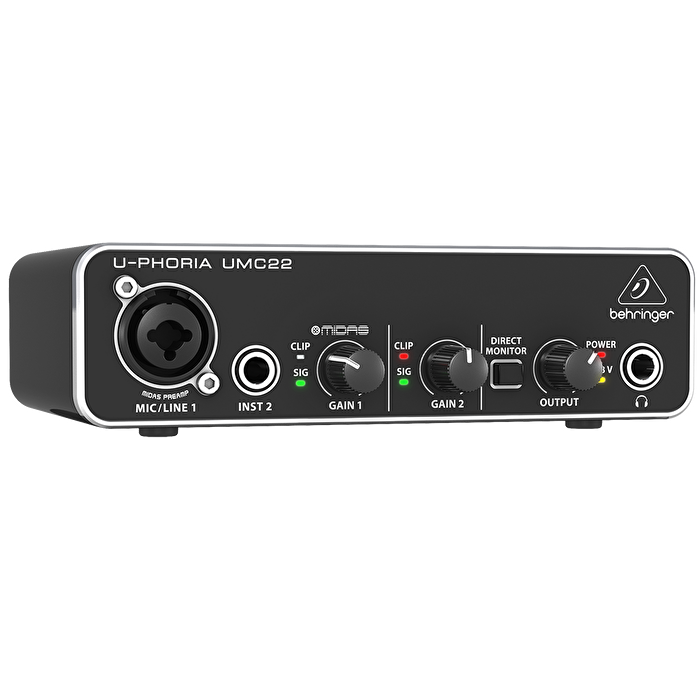 U-PHORIA UMC22
behringer
MIDAS
CLIP
SIG
GAIN 1
CLIP
SIG
GAIN 2
DIRECT
MONITOR
OUTPUT
POWER
8 V
MIDAS PREAMP
MIC/LINE 1
INST 2